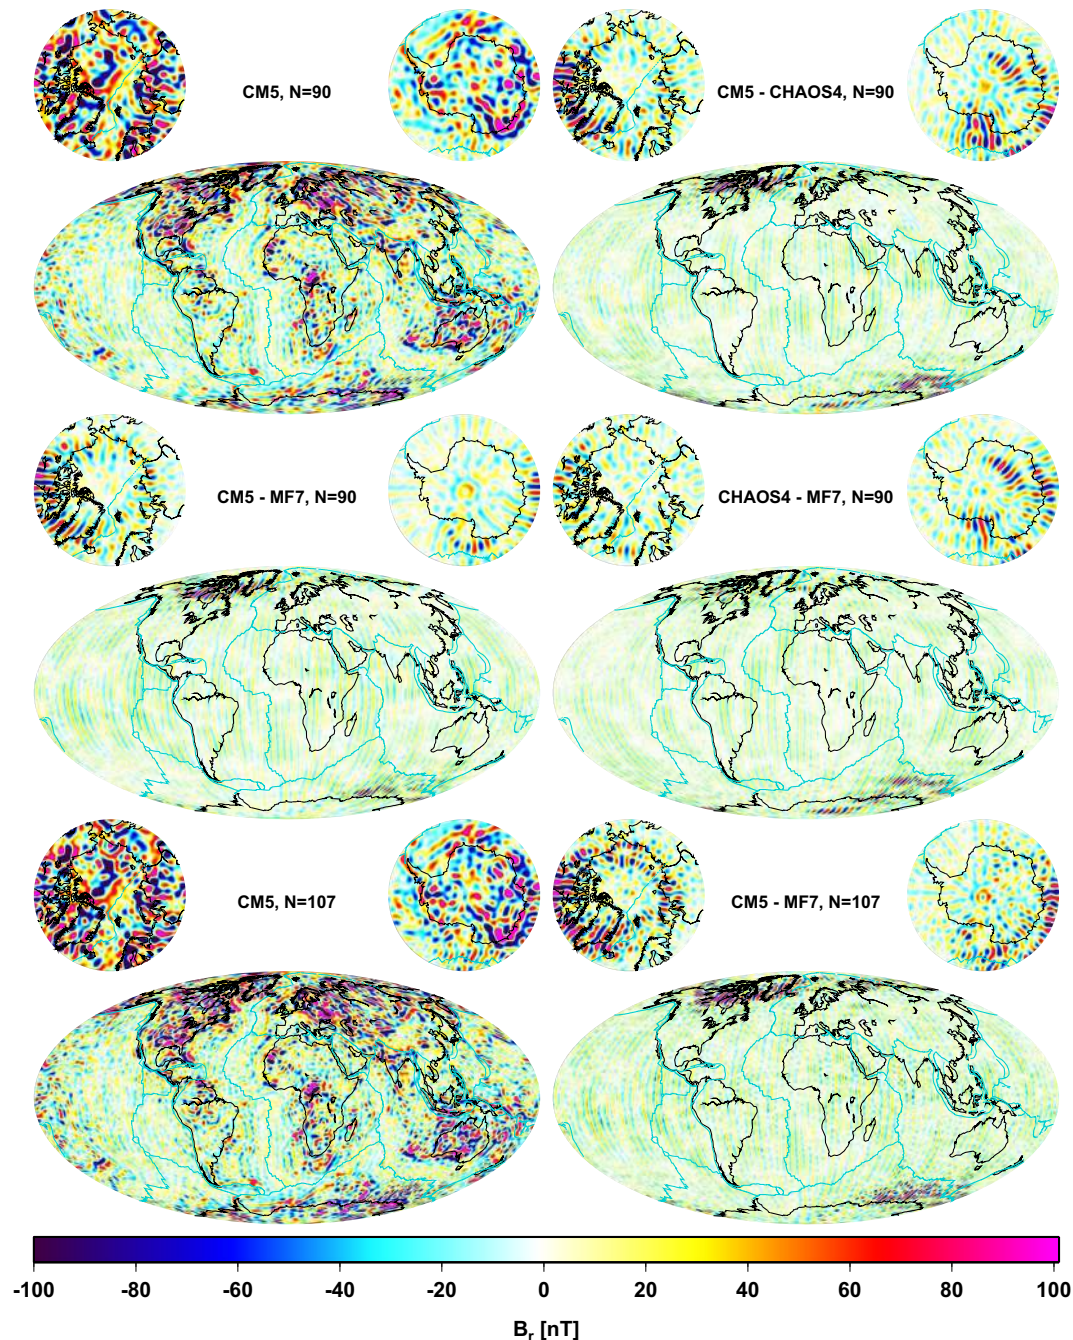 CM5, N=90
CM5 - CHAOS4, N=90
CM5 - MF7, N=90
CHAOS4 - MF7, N=90
CM5, N=107
CM5 - MF7, N=107
-100 -80 -60 -40 -20 0 20 40 60 80 100
Br [nT]